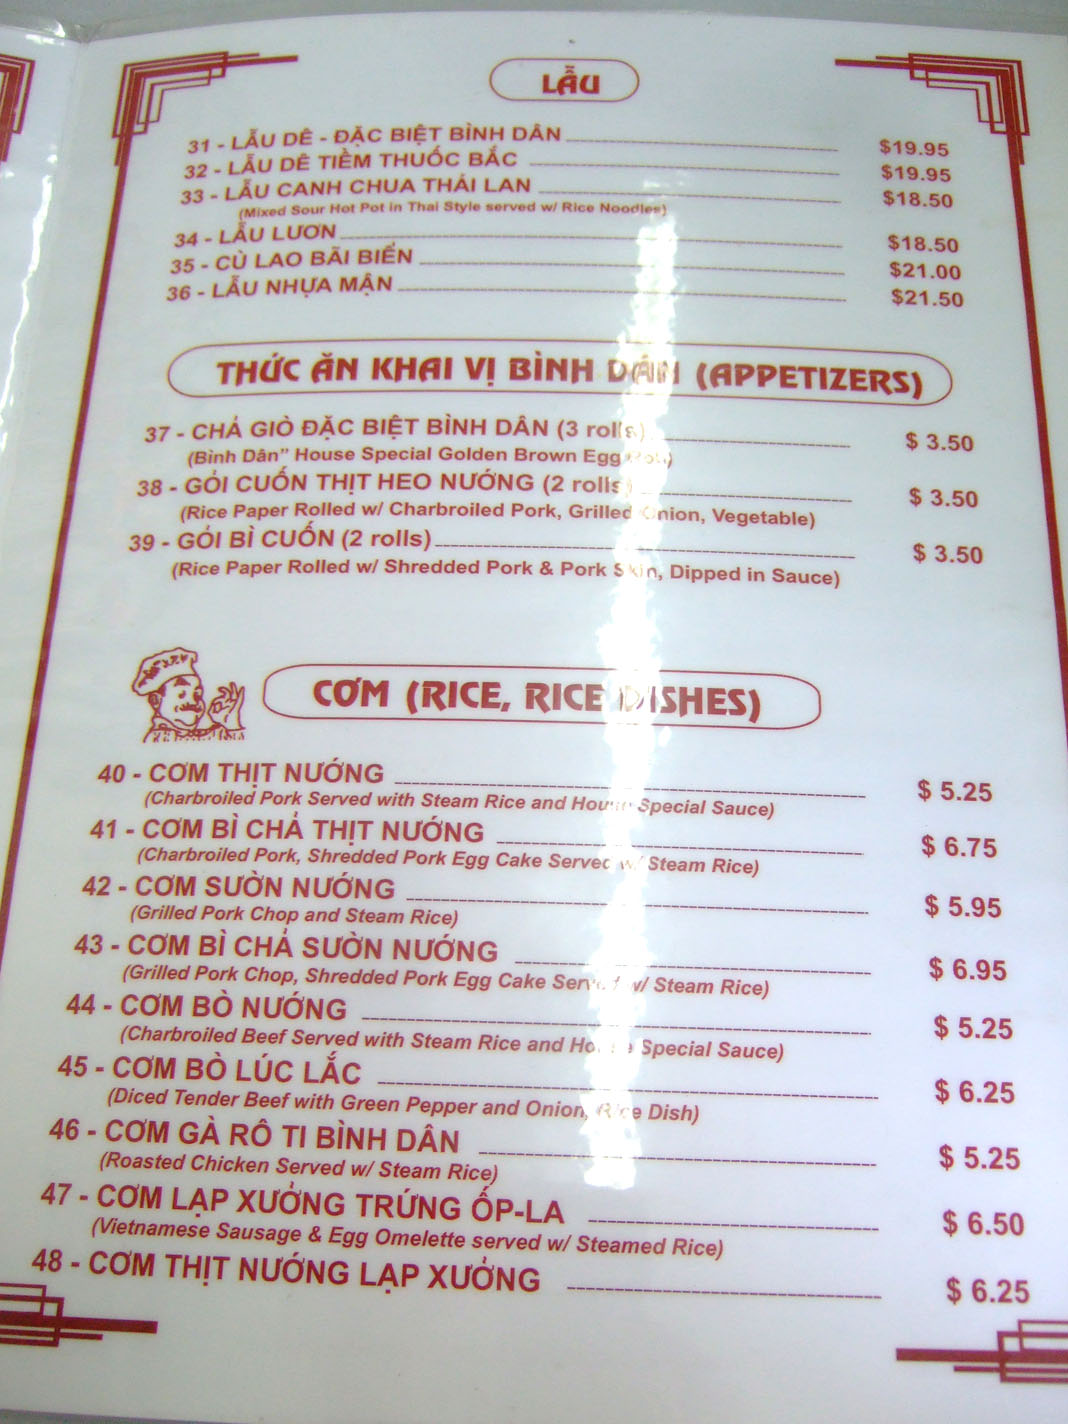 LẨU
31 - LẨU DÊ - ĐẶC BIỆT BÌNH DÂN $19.95
32 - LẨU DÊ TIỀM THUỐC BẮC $19.95
33 - LẨU CANH CHUA THÁI LAN $18.50
(Mixed Sour Hot Pot in Thai Style served w/ Rice Noodles)
34 - LẨU LƯƠN $18.50
35 - CÙ LAO BÃI BIỂN $21.00
36 - LẨU NHỰA MẬN $21.50
THỨC ĂN KHAI VỊ BÌNH DÂN (APPETIZERS)
37 - CHẢ GIÒ ĐẶC BIỆT BÌNH DÂN (3 rolls) $ 3.50
(Bình Dân” House Special Golden Brown Egg Roll)
38 - GỎI CUỐN THỊT HEO NƯỚNG (2 rolls) $ 3.50
(Rice Paper Rolled w/ Charbroiled Pork, Grilled Onion, Vegetable)
39 - GỎI BÌ CUỐN (2 rolls) $ 3.50
(Rice Paper Rolled w/ Shredded Pork & Pork Skin, Dipped in Sauce)
CƠM (RICE, RICE DISHES)
40 - CƠM THỊT NƯỚNG $ 5.25
(Charbroiled Pork Served with Steam Rice and House Special Sauce)
41 - CƠM BÌ CHẢ THỊT NƯỚNG $ 6.75
(Charbroiled Pork, Shredded Pork Egg Cake Served w/ Steam Rice)
42 - CƠM SƯỜN NƯỚNG $ 5.95
(Grilled Pork Chop and Steam Rice)
43 - CƠM BÌ CHẢ SƯỜN NƯỚNG $ 6.95
(Grilled Pork Chop, Shredded Pork Egg Cake Served w/ Steam Rice)
44 - CƠM BÒ NƯỚNG $ 5.25
(Charbroiled Beef Served with Steam Rice and House Special Sauce)
45 - CƠM BÒ LÚC LẮC $ 6.25
(Diced Tender Beef with Green Pepper and Onion, Rice Dish)
46 - CƠM GÀ RÔ TI BÌNH DÂN $ 5.25
(Roasted Chicken Served w/ Steam Rice)
47 - CƠM LẠP XƯỞNG TRỨNG ỐP-LA $ 6.50
(Vietnamese Sausage & Egg Omelette served w/ Steamed Rice)
48 - CƠM THỊT NƯỚNG LẠP XƯỞNG $ 6.25